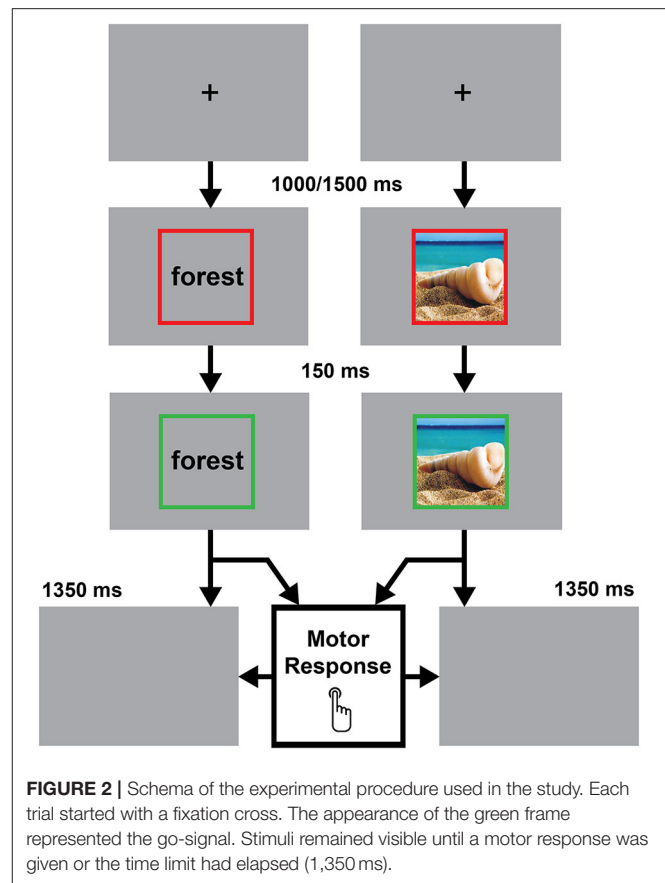 + +
1000/1500 ms
forest
150 ms
forest
1350 ms 1350 ms
Motor
Response
FIGURE 2 | Schema of the experimental procedure used in the study. Each
trial started with a fixation cross. The appearance of the green frame
represented the go-signal. Stimuli remained visible until a motor response was
given or the time limit had elapsed (1,350 ms).